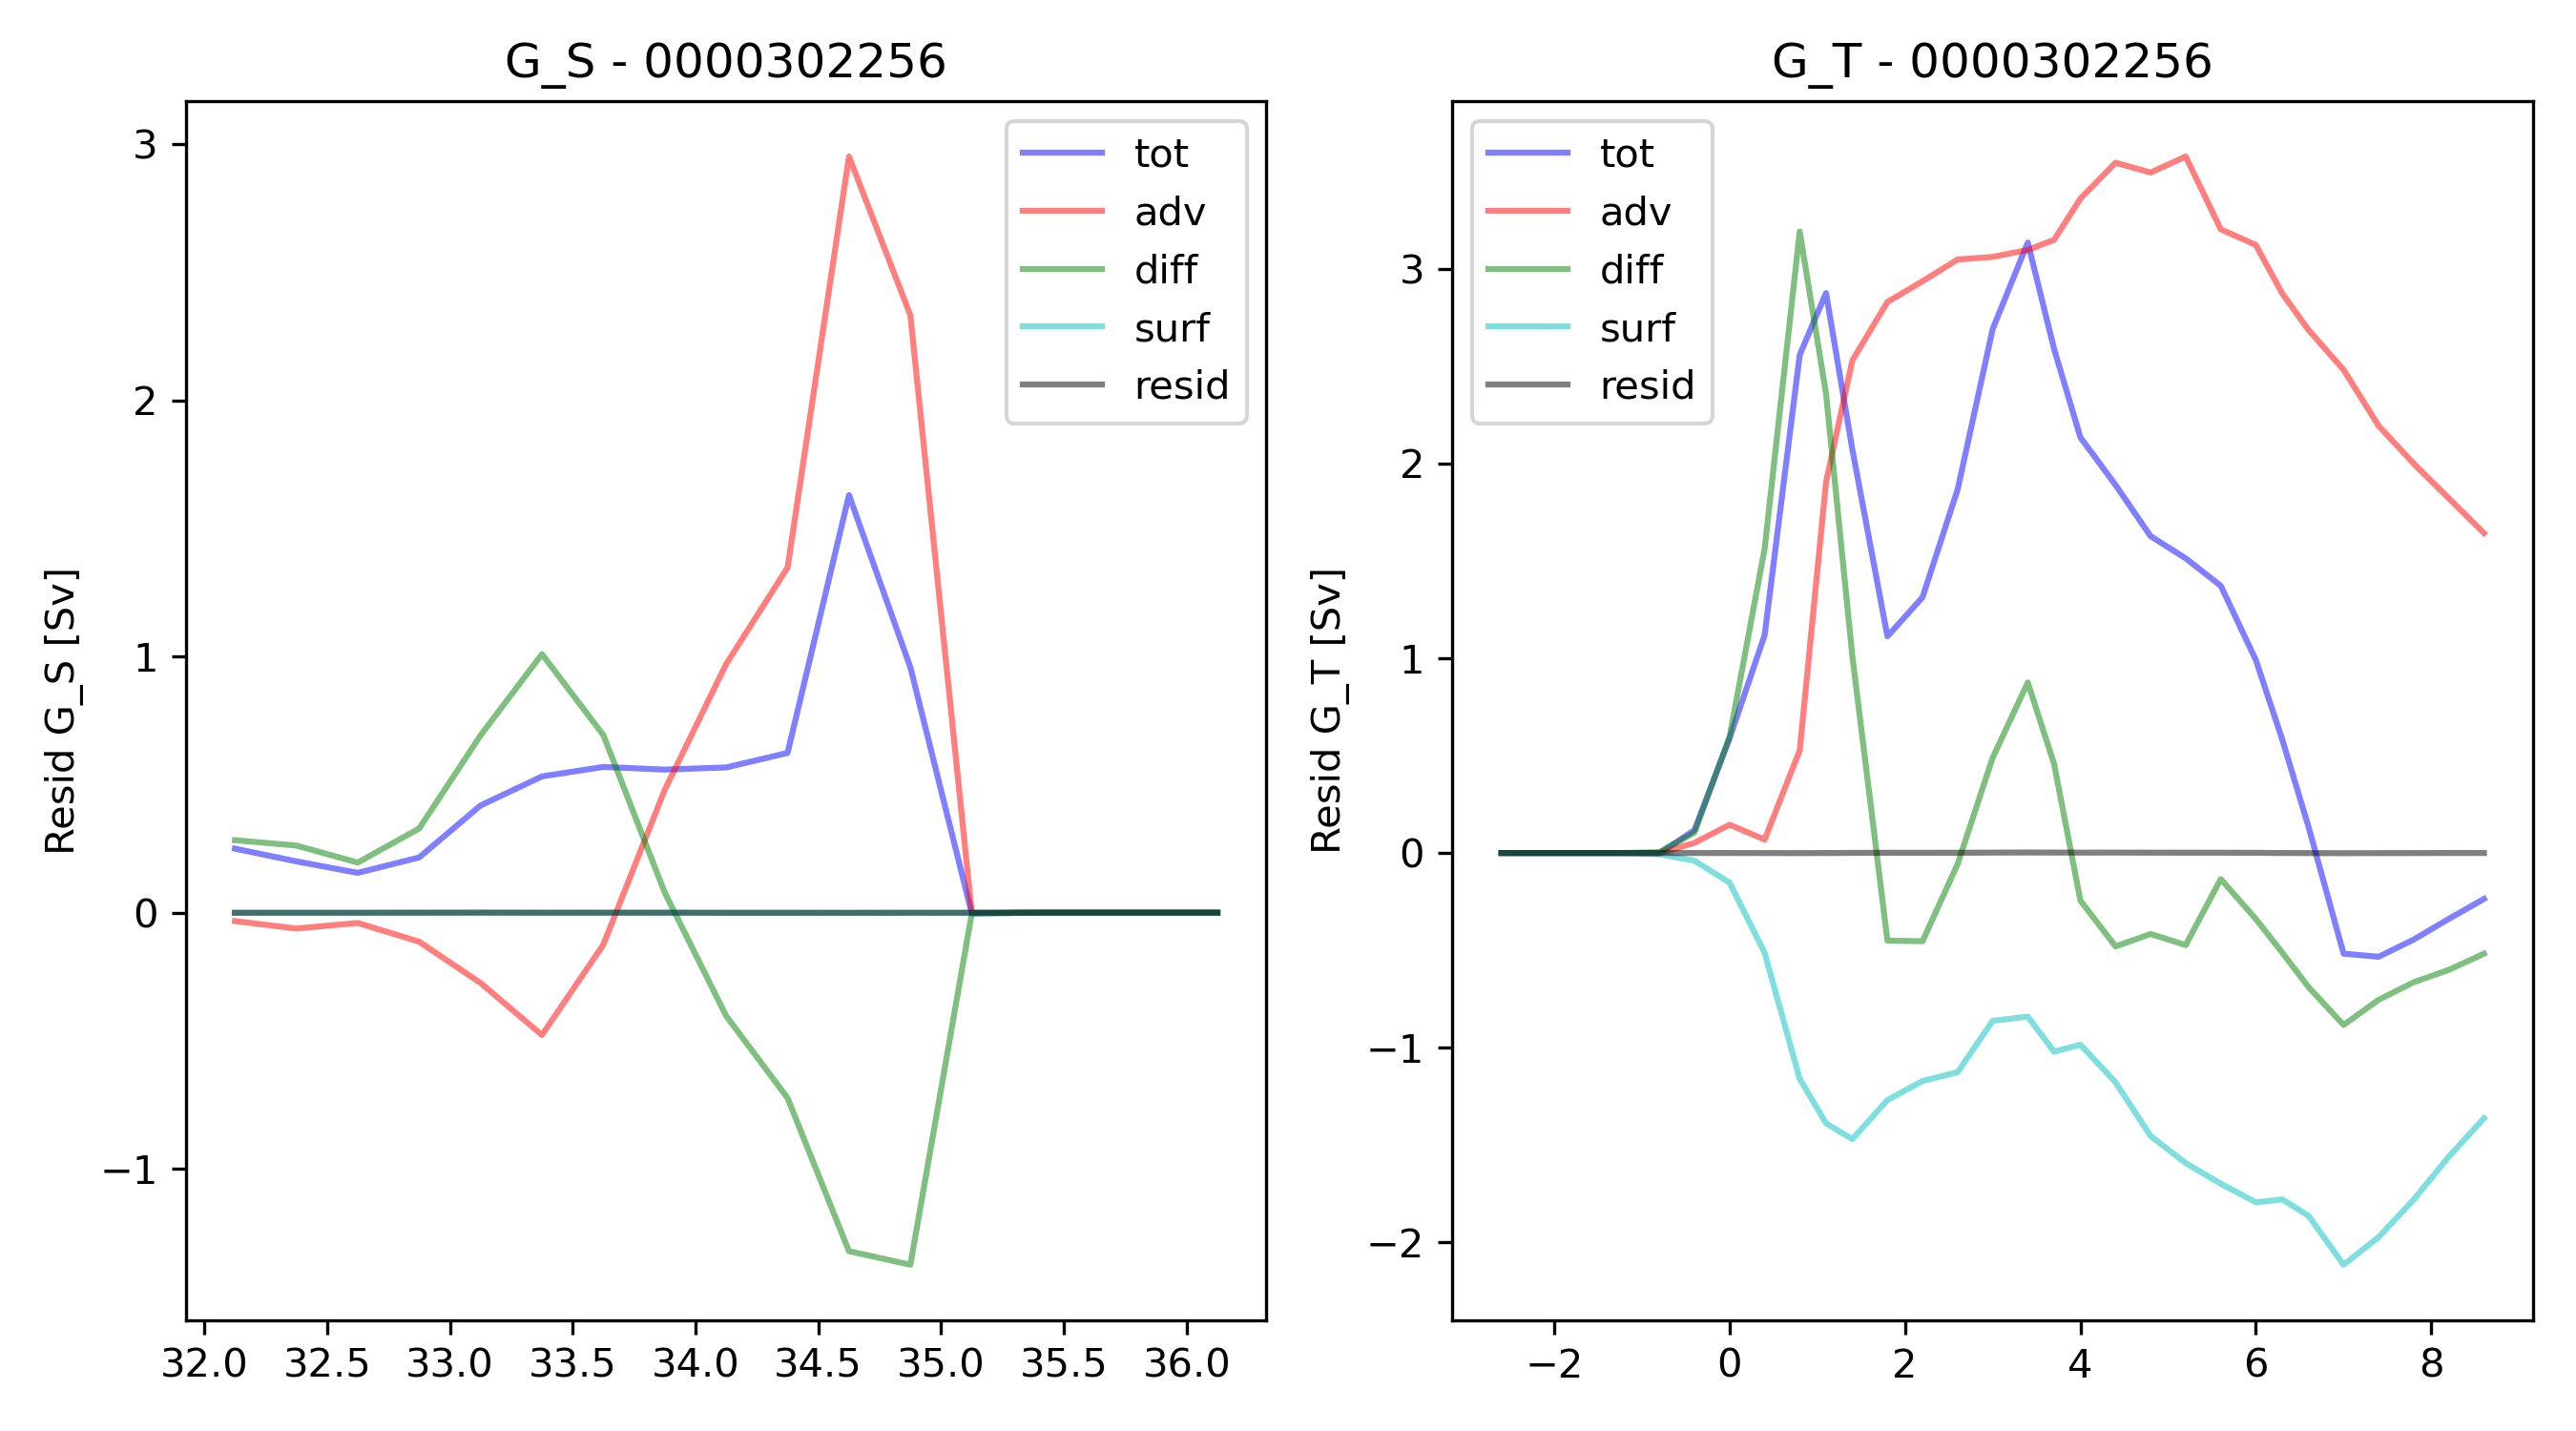 G_S - 0000302256
Resid G_S [Sv]
3
2
1
0
−1
32.0 32.5 33.0 33.5 34.0 34.5 35.0 35.5 36.0
tot
adv
diff
surf
resid
G_T - 0000302256
Resid G_T [Sv]
3
2
1
0
−1
−2
−2 0 2 4 6 8
tot
adv
diff
surf
resid